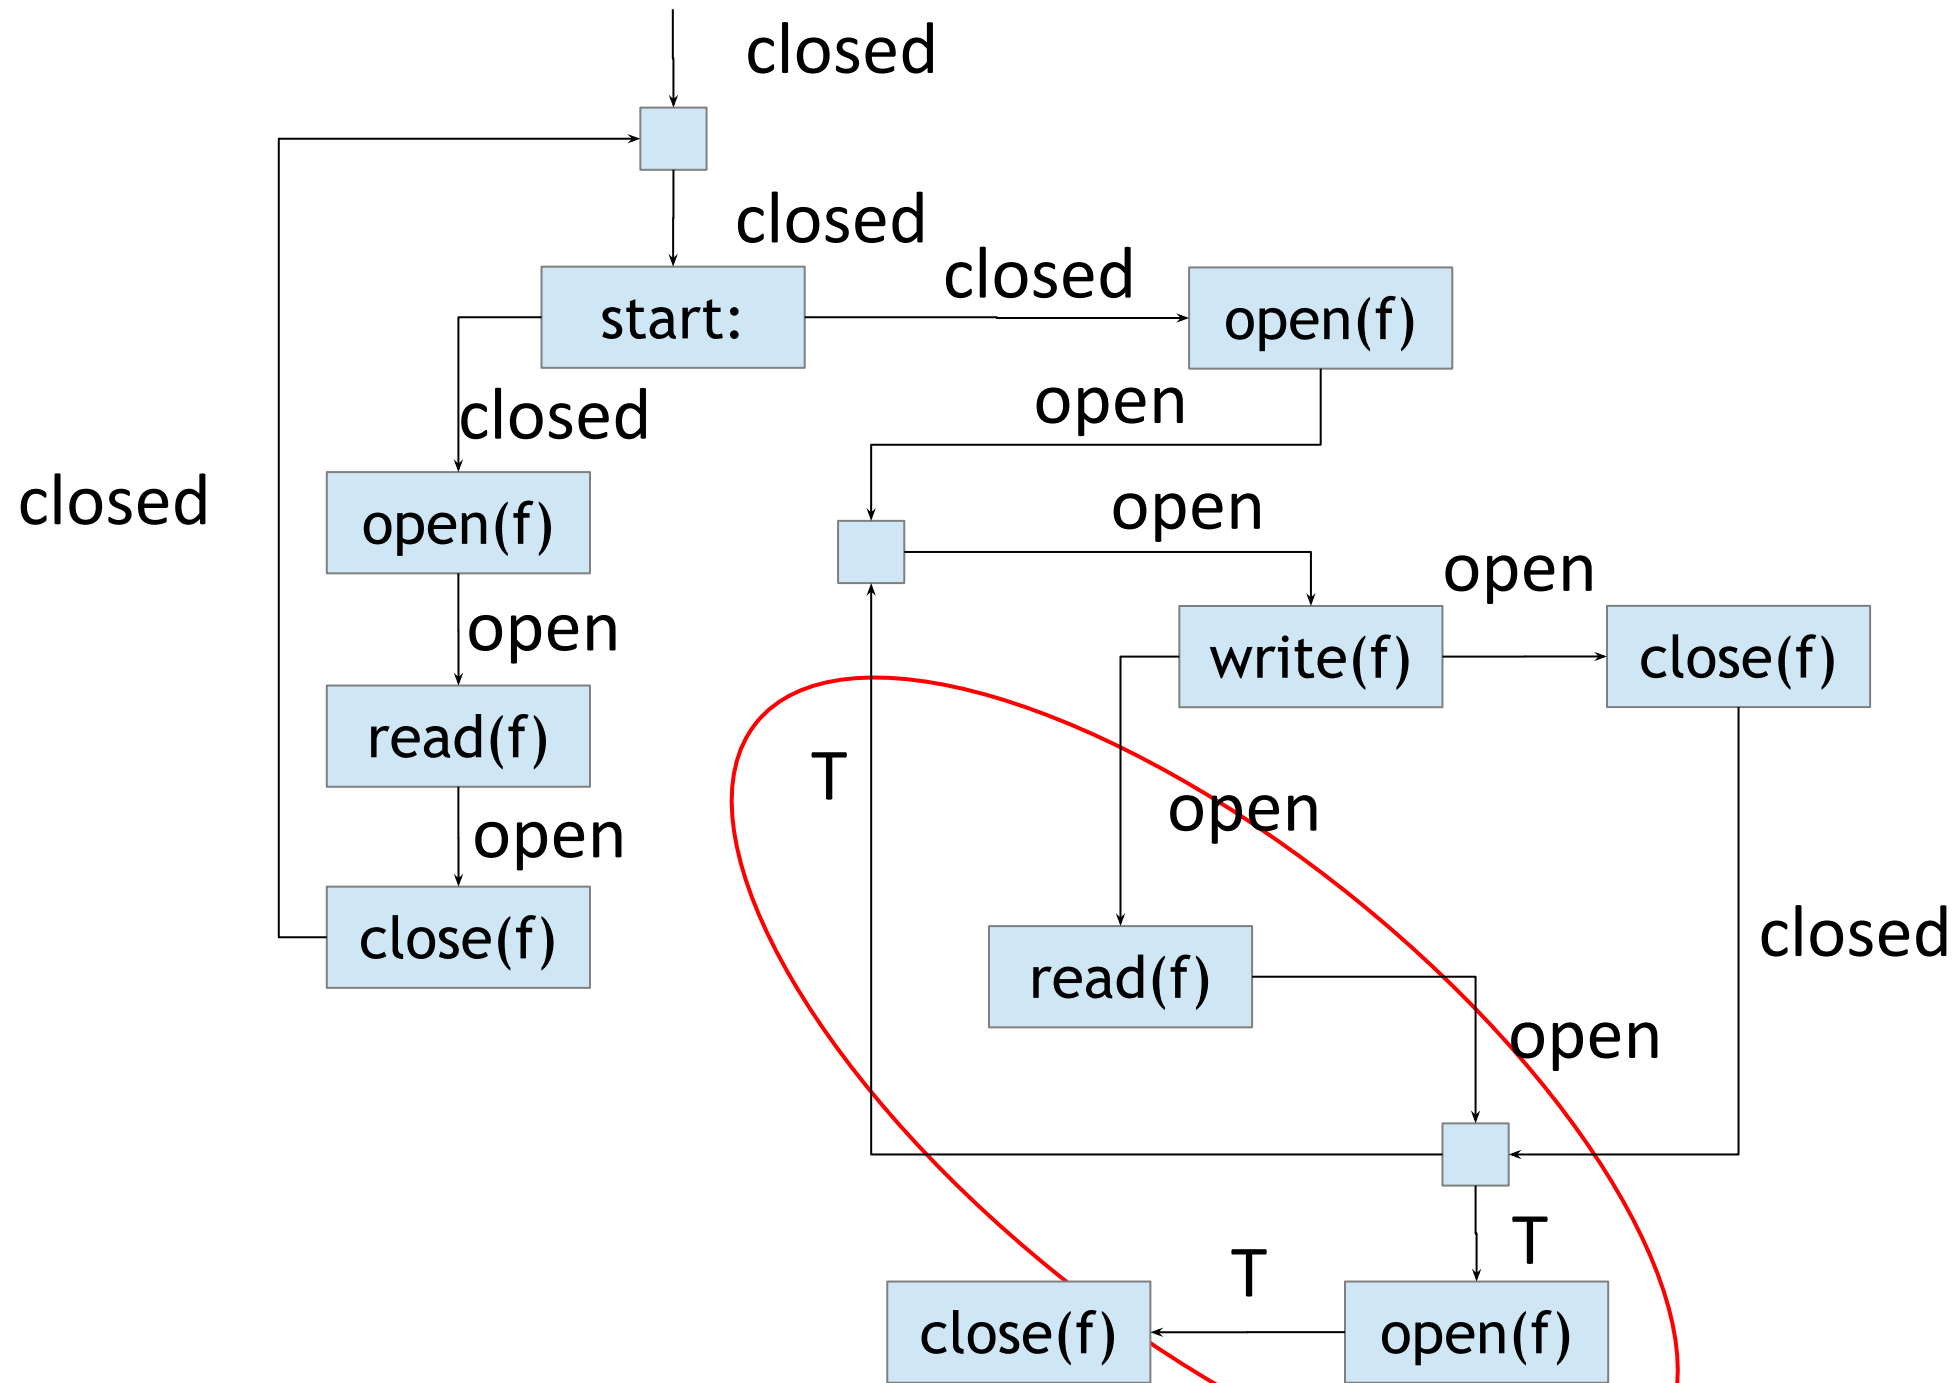 closed
closed
closed
start:
open(f)
closed
open
closed
open(f)
open
open
open
write(f)
close(f)
read(f)
T
open
open
close(f)
closed
read(f)
open
T
T
close(f)
open(f)